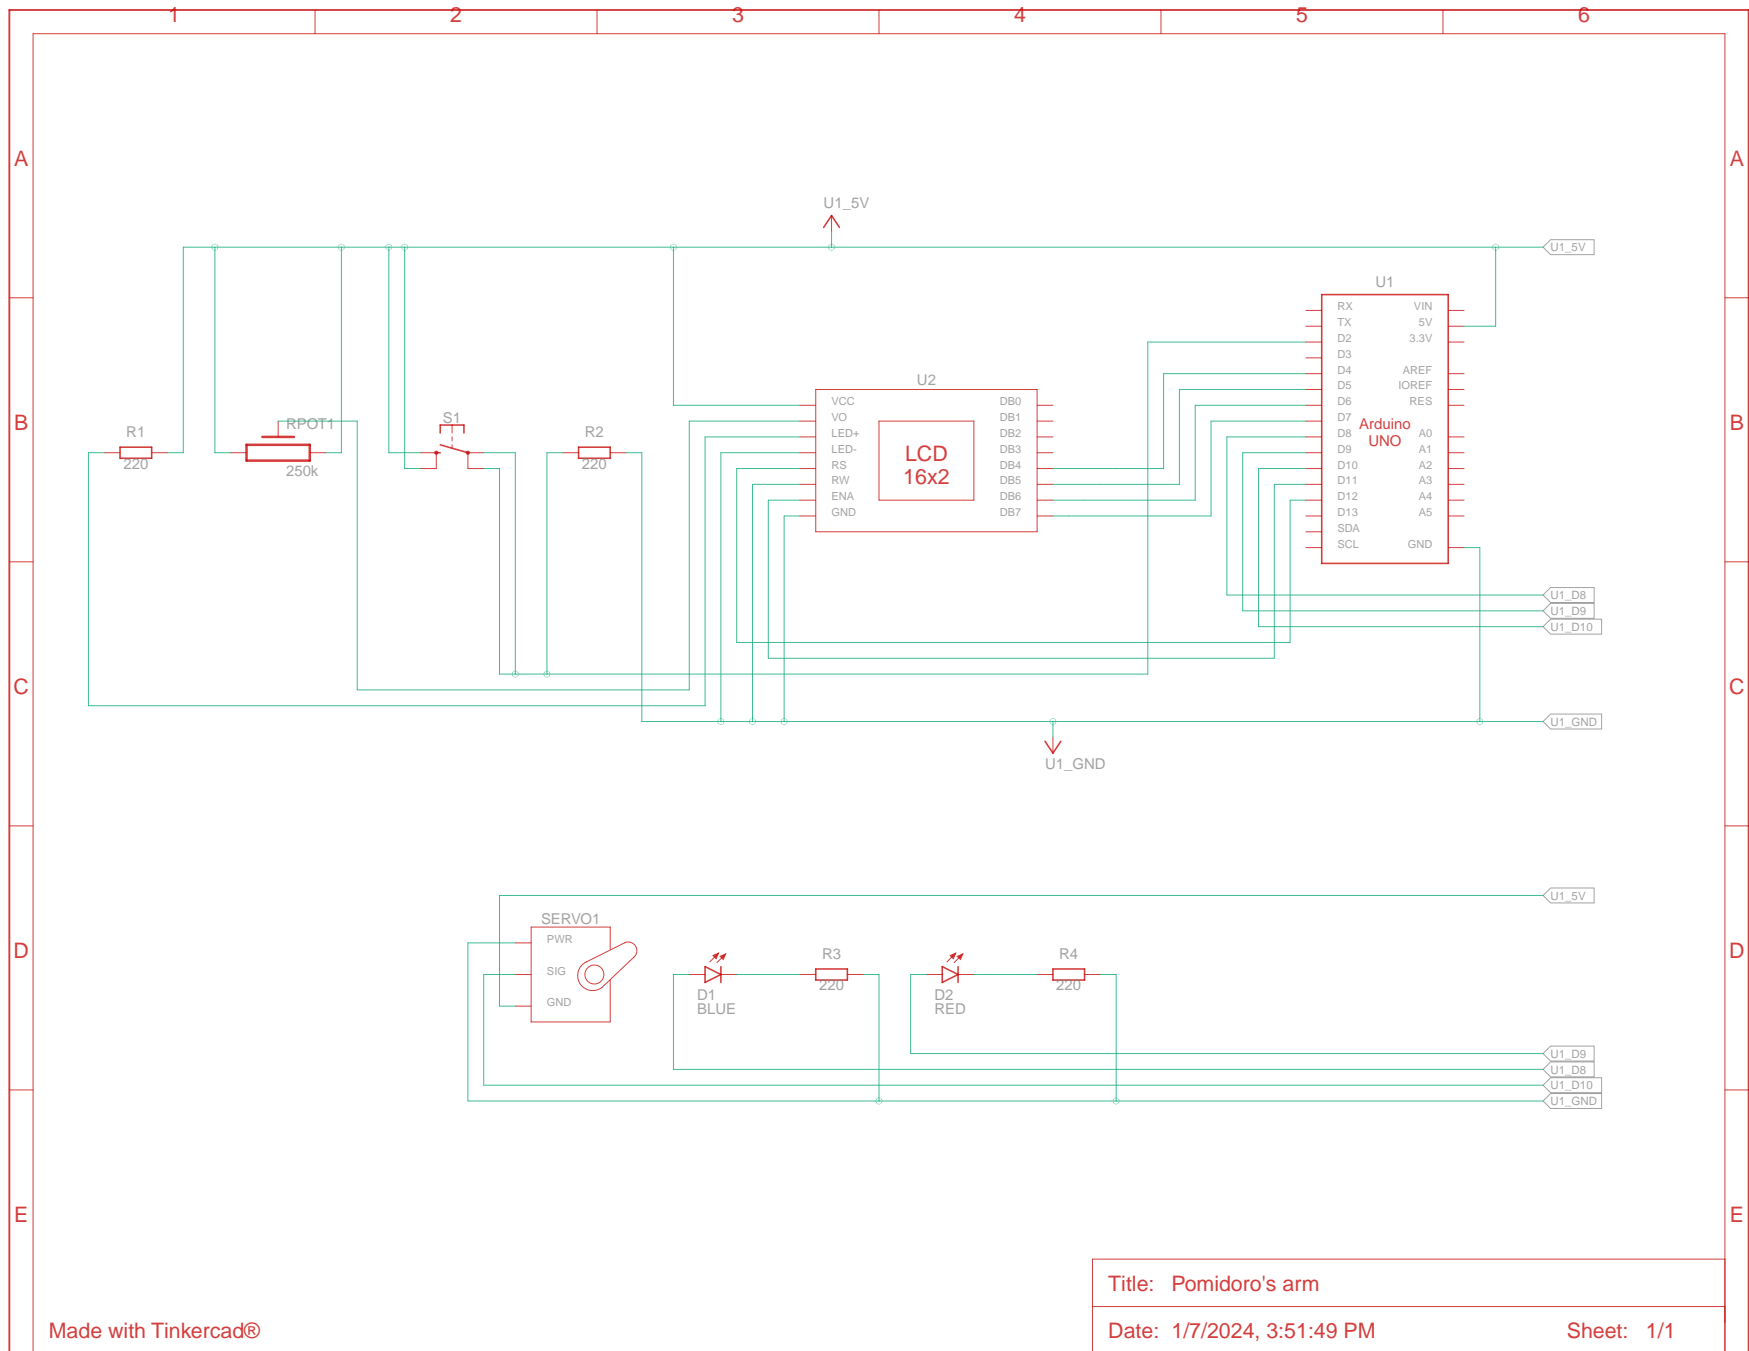 1 2 3 4 5 6
A A
U1_5V
U1_5V
U1
RX VIN
TX 5V
D2 3.3V
D3
D4 AREF
D5 IOREF
D6 RES
D7
Arduino
UNO
D8 A0
D9 A1
D10 A2
D11 A3
D12 A4
D13 A5
SDA
SCL GND
U2
VCC DB0
VO DB1
LED+ DB2
LED- DB3
RS DB4
RW DB5
ENA DB6
GND DB7
LCD
16x2
B B
R1
220
RPOT1
250k
S1
R2
220
U1_D8
U1_D9
U1_D10
C C
U1_GND
U1_GND
U1_5V
D D
SERVO1
PWR
SIG
GND
D1
BLUE
R3
220
D2
RED
R4
220
U1_D9
U1_D8
U1_D10
U1_GND
E E
Title: Pomidoro's arm
Made with Tinkercad®
Date: 1/7/2024, 3:51:49 PM Sheet: 1/1